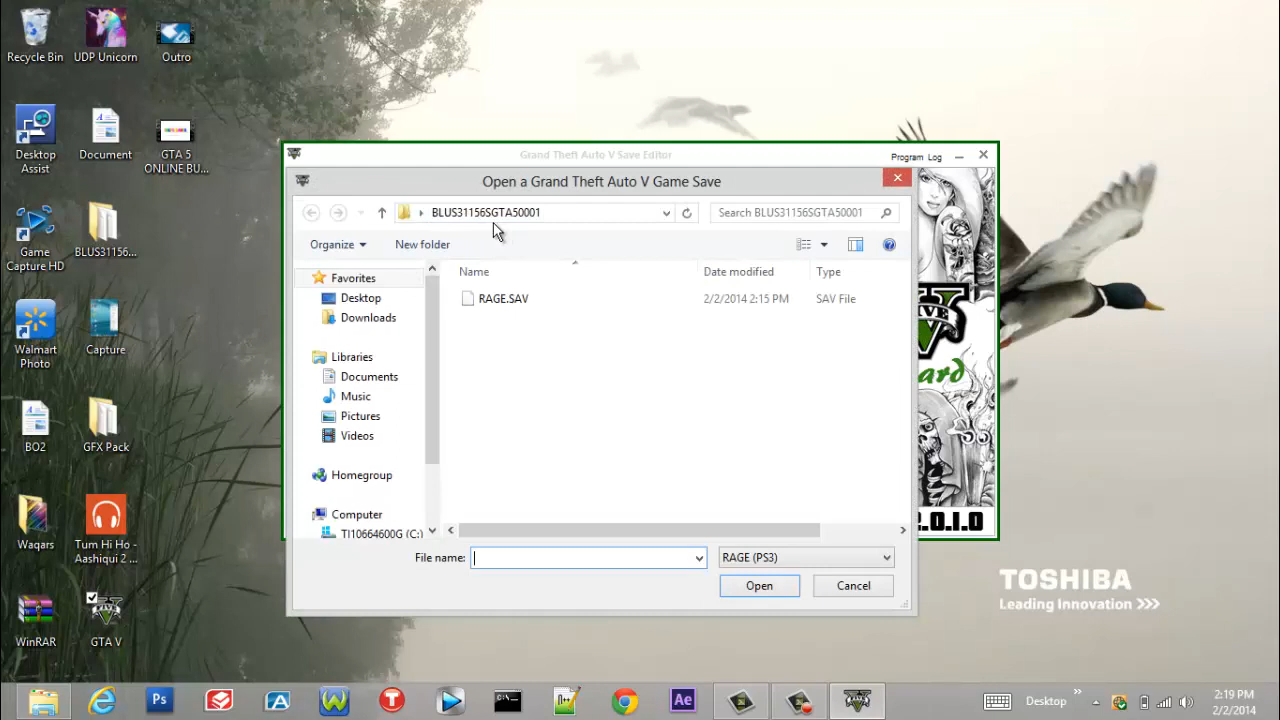 Recycle Bin
UDP Unicorn
Outro
Desktop
Assist
Document
GTA 5
ONLINE BU...
Game
Capture HD
BLUS31156...
Walmart
Photo
Capture
BO2
GFX Pack
Waqars
Tum Hi Ho -
Aashiqui 2 ...
WinRAR
GTA V
Grand Theft Auto V Save Editor
Program Log
Open a Grand Theft Auto V Game Save
BLUS31156SGTA50001
Search BLUS31156SGTA50001
Organize
New folder
Favorites
Desktop
Downloads
Libraries
Documents
Music
Pictures
Videos
Homegroup
Computer
TI10664600G (C:)
Name
Date modified
Type
RAGE.SAV
2/2/2014 2:15 PM
SAV File
File name:
RAGE (PS3)
Open
Cancel
FIVE
ard
2.0.1.0
TOSHIBA
Leading Innovation >>>
Ps
Ae
Desktop
2:19 PM
2/2/2014